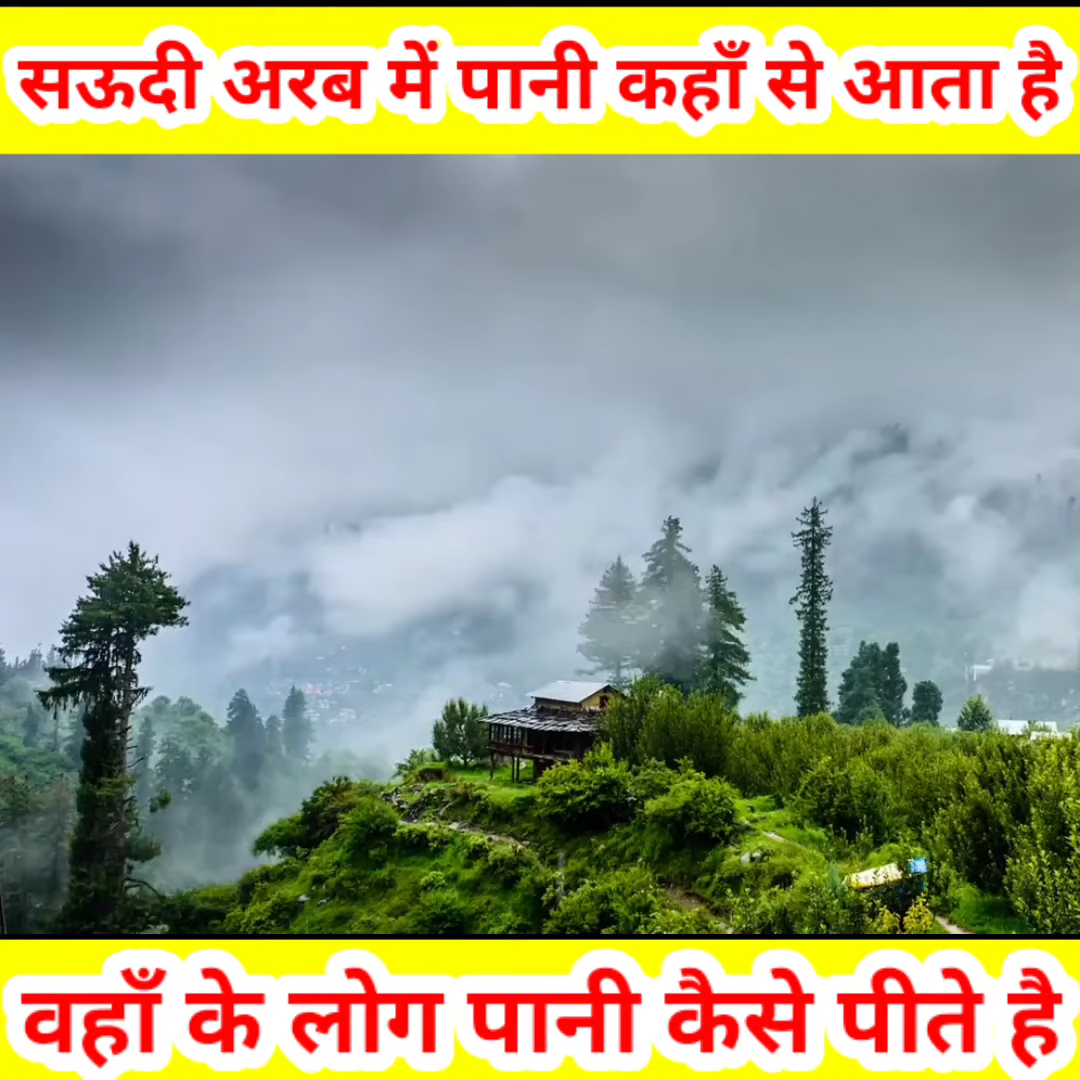 सऊदी अरब में पानी कहाँ से आता है
वहाँ के लोग पानी कैसे पीते है